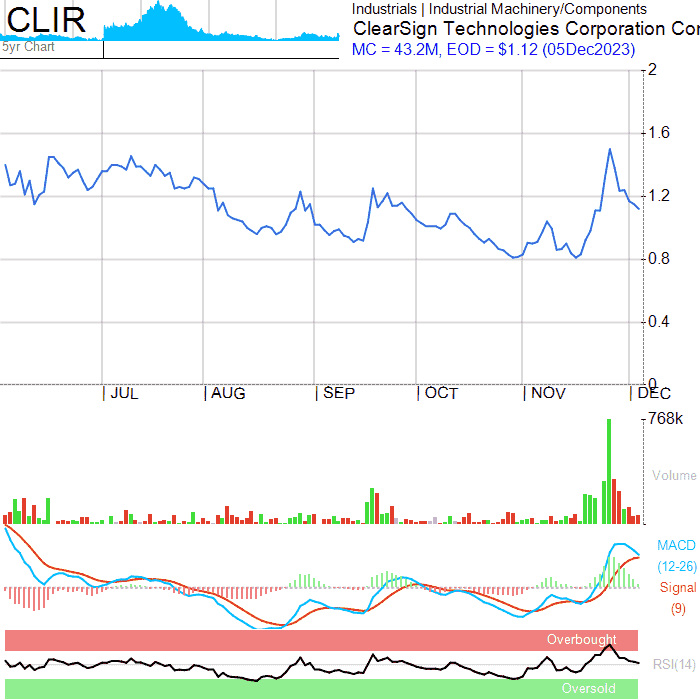 CLIR
5yr Chart
Industrials | Industrial Machinery/Components
ClearSign Technologies Corporation Cor
MC = 43.2M, EOD = $1.12 (05Dec2023)
2
1.6
1.2
0.8
0.4
0
| JUL | AUG | SEP | OCT | NOV | DEC
768k
Volume
MACD
(12-26)
Signal
(9)
Overbought
RSI(14)
Oversold